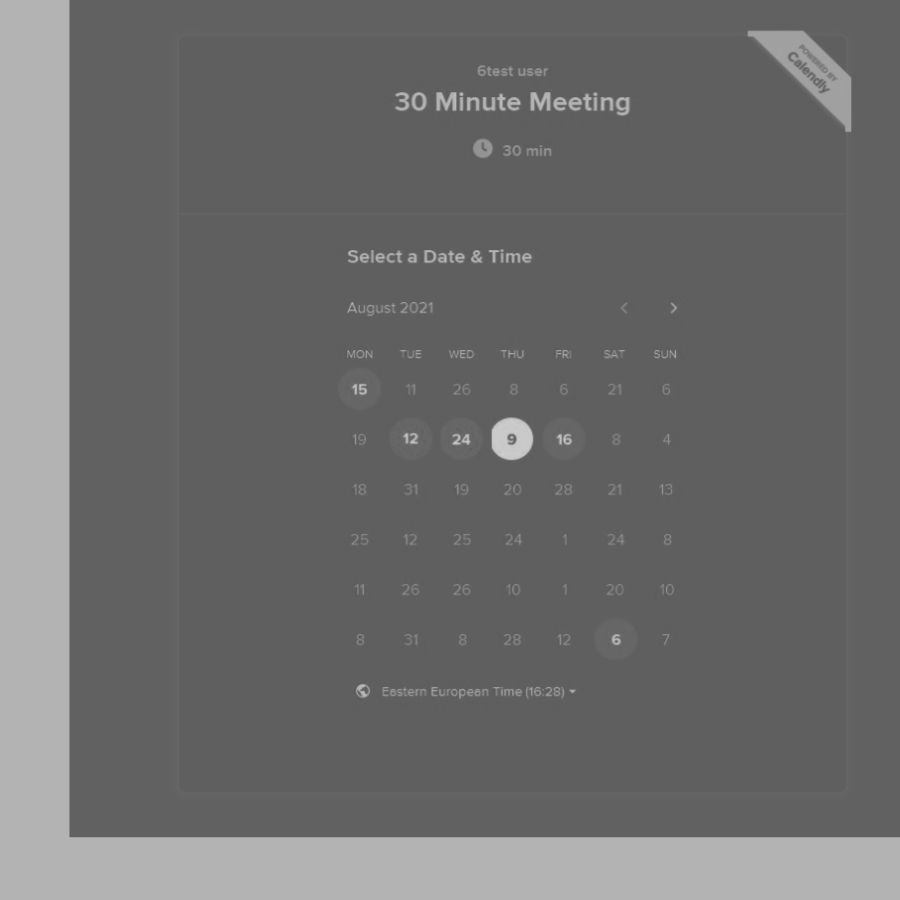 POWERED BY
Calendly
6test user
30 Minute Meeting
30 min
Select a Date & Time
August 2021
MON TUE WED THU FRI SAT SUN
15 11 26 8 6 21 6
19 12 24 9 16 8 4
18 31 19 20 28 21 13
25 12 25 24 1 24 8
11 26 26 10 1 20 10
8 31 8 28 12 6 7
Eastern European Time (16:28)